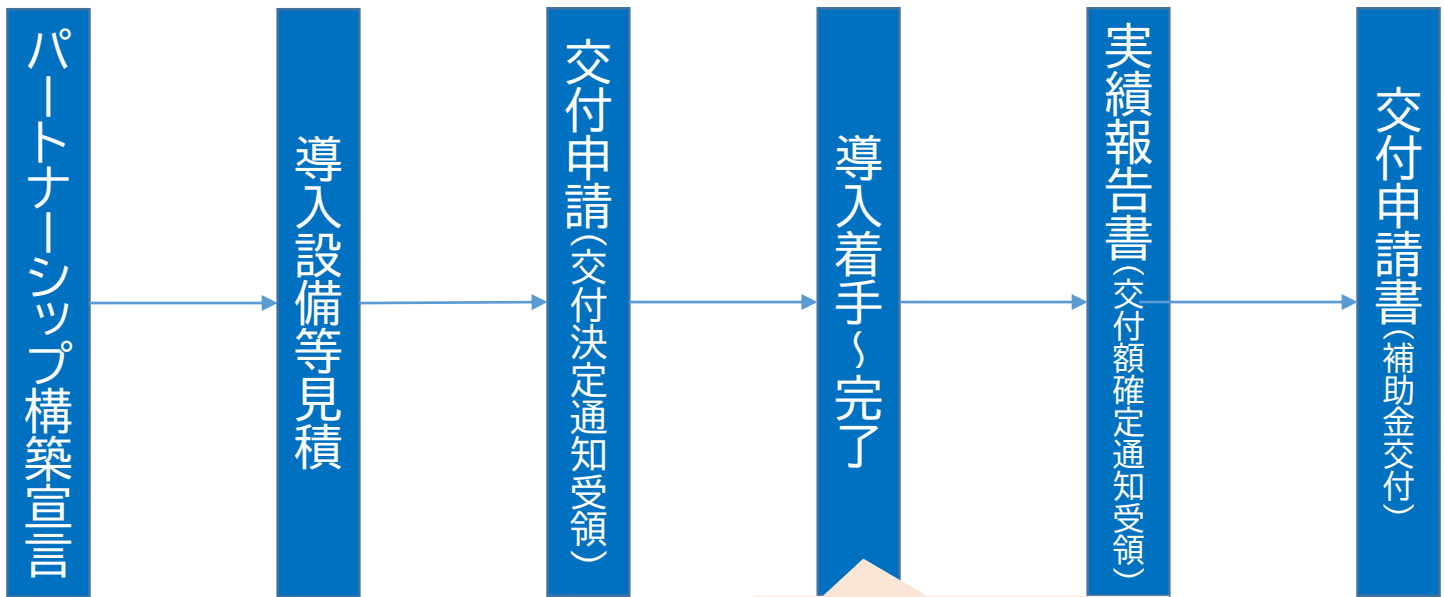 パートナーシップ構築宣言
導入設備等見積
交付申請(交付決定通知受領)
導入着手～完了
実績報告書(交付額確定通知受領)
交付申請書(補助金交付)